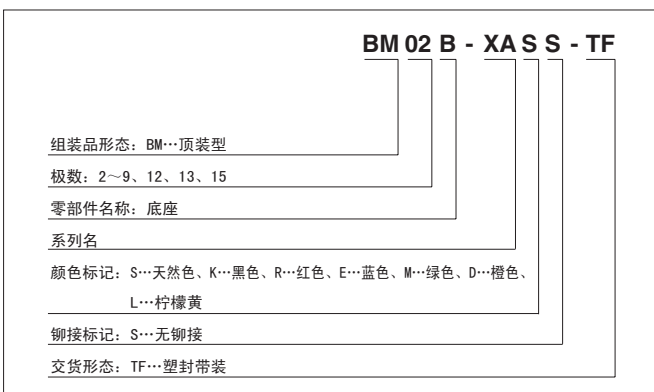 BM 02 B - XA S S - TF
组装品形态：BM…顶装型
极数：2～9、12、13、15
零部件名称：底座
系列名
颜色标记：S…天然色、K…黑色、R…红色、E…蓝色、M…绿色、D…橙色、
L…柠檬黄
铆接标记：S…无铆接
交货形态：TF…塑封带装